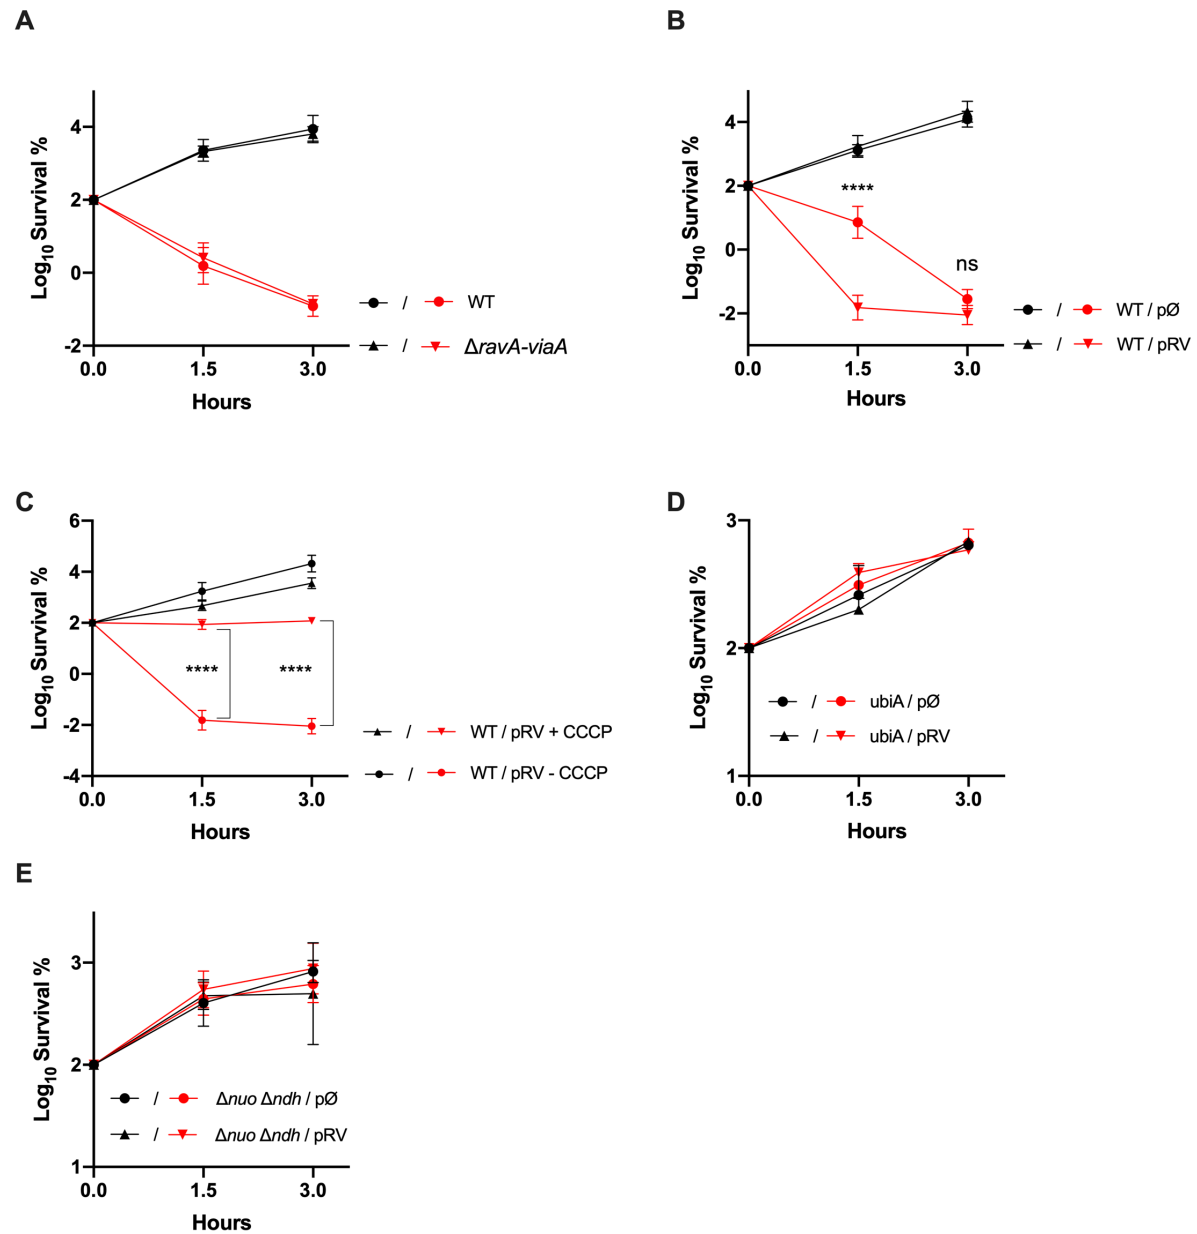 A
Log10 Survival %
4
2
0
-2
0.0 1.5 3.0
Hours
/ WT
/ ΔravA-viaA
B
Log10 Survival %
4
2
0
-2
****
ns
0.0 1.5 3.0
Hours
/ WT / pØ
/ WT / pRV
C
Log10 Survival %
6
4
2
0
-2
-4
**** ****
0.0 1.5 3.0
Hours
/ WT / pRV + CCCP
/ WT / pRV - CCCP
D
Log10 Survival %
3
2
1
/ ubiA / pØ
/ ubiA / pRV
0.0 1.5 3.0
Hours
E
Log10 Survival %
3
2
1
/ Δnuo Δndh / pØ
/ Δnuo Δndh / pRV
0.0 1.5 3.0
Hours